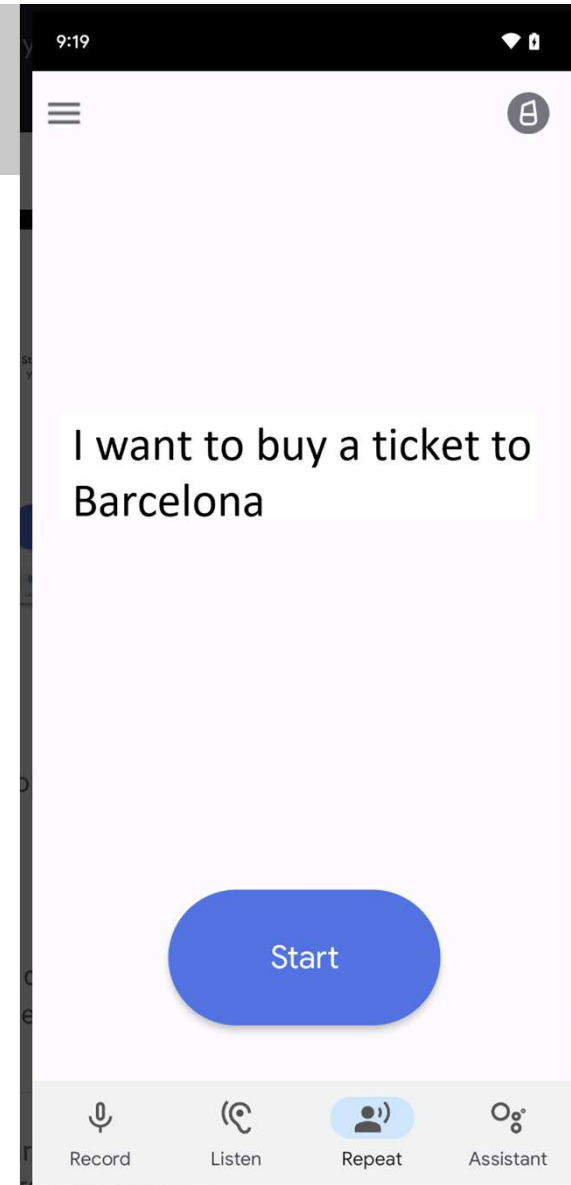 9:19
I want to buy a ticket to
Barcelona
Start
Record Listen Repeat Assistant